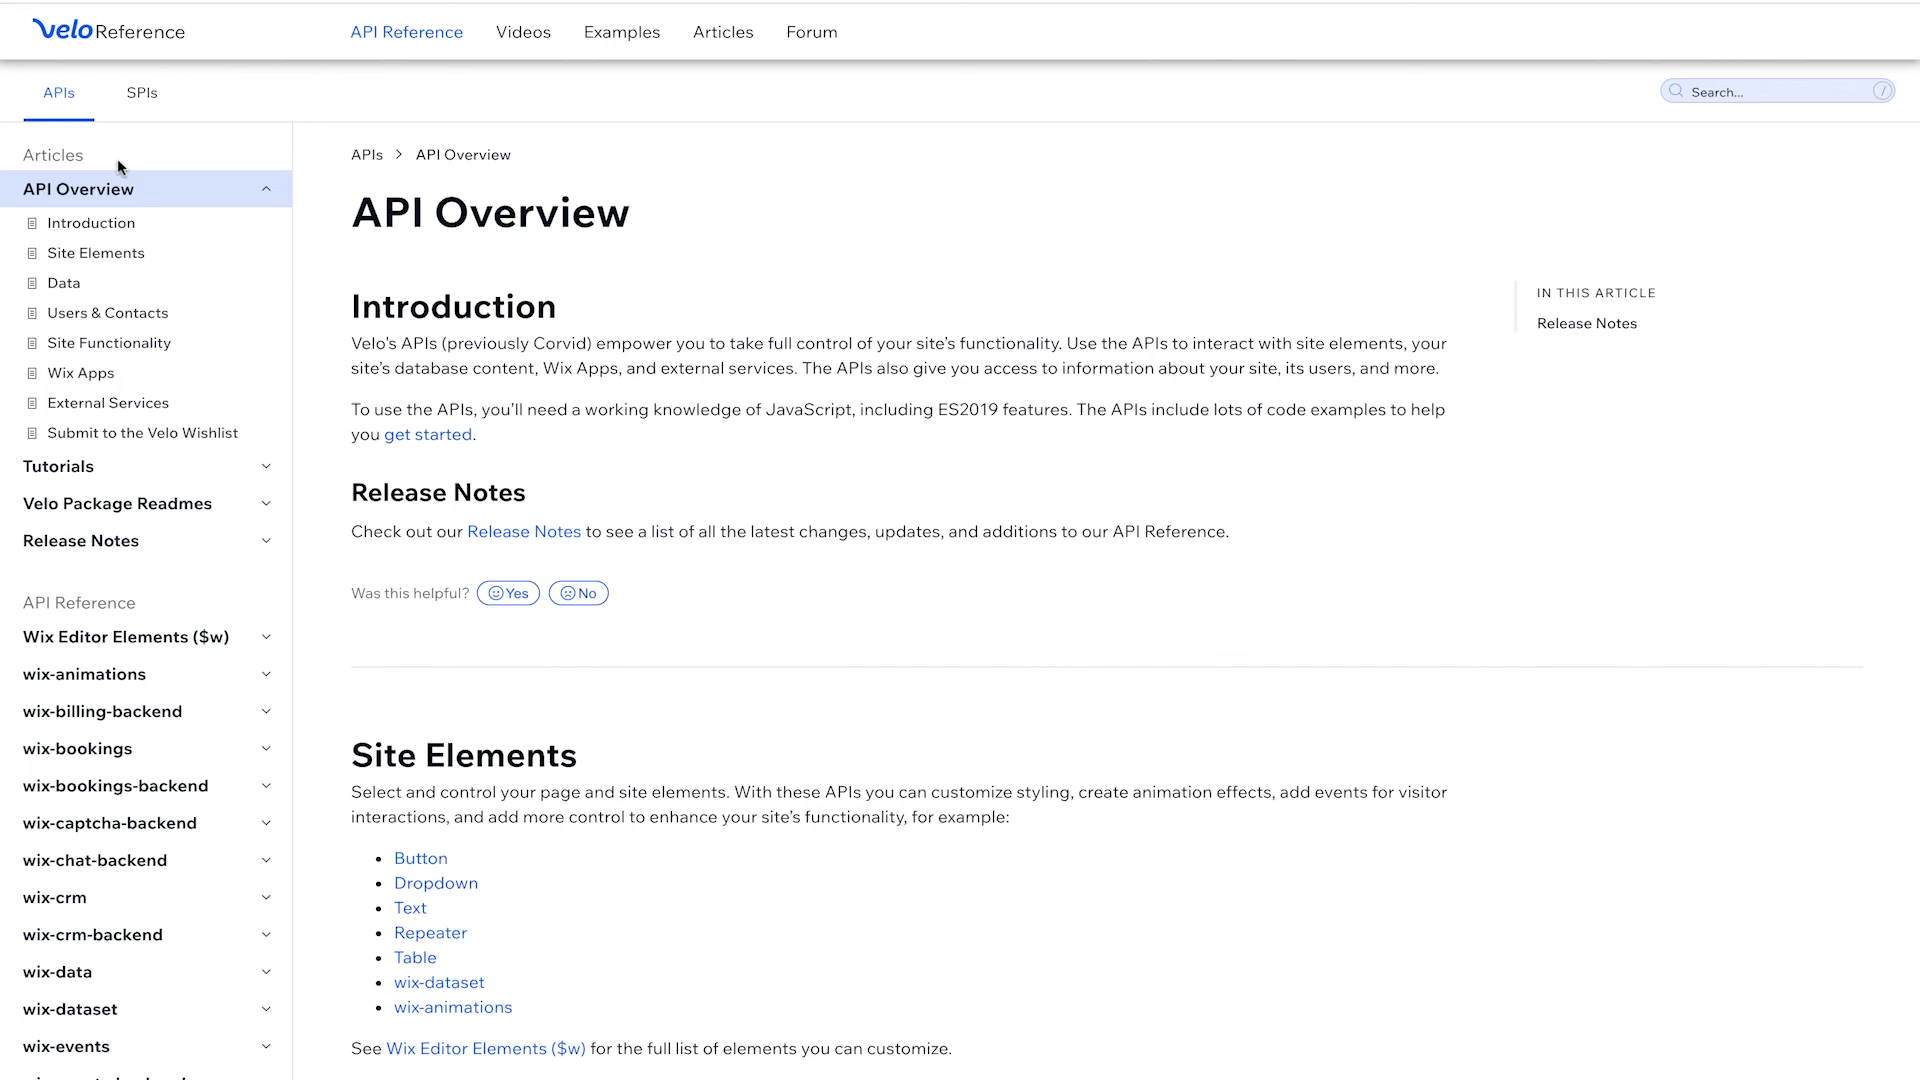 velo Reference
API Reference
Videos
Examples
Articles
Forum
APIs
SPIs
Search...
/
Articles
API Overview
Introduction
Site Elements
Data
Users & Contacts
Site Functionality
Wix Apps
External Services
Submit to the Velo Wishlist
Tutorials
Velo Package Readmes
Release Notes
API Reference
Wix Editor Elements ($w)
wix-animations
wix-billing-backend
wix-bookings
wix-bookings-backend
wix-captcha-backend
wix-chat-backend
wix-crm
wix-crm-backend
wix-data
wix-dataset
wix-events
APIs > API Overview
API Overview
Introduction
Velo's APIs (previously Corvid) empower you to take full control of your site’s functionality. Use the APIs to interact with site elements, your
site’s database content, Wix Apps, and external services. The APIs also give you access to information about your site, its users, and more.
To use the APIs, you’ll need a working knowledge of JavaScript, including ES2019 features. The APIs include lots of code examples to help
you get started.
Release Notes
Check out our Release Notes to see a list of all the latest changes, updates, and additions to our API Reference.
Was this helpful? Yes No
Site Elements
Select and control your page and site elements. With these APIs you can customize styling, create animation effects, add events for visitor
interactions, and add more control to enhance your site’s functionality, for example:
Button
Dropdown
Text
Repeater
Table
wix-dataset
wix-animations
See Wix Editor Elements ($w) for the full list of elements you can customize.
IN THIS ARTICLE
Release Notes